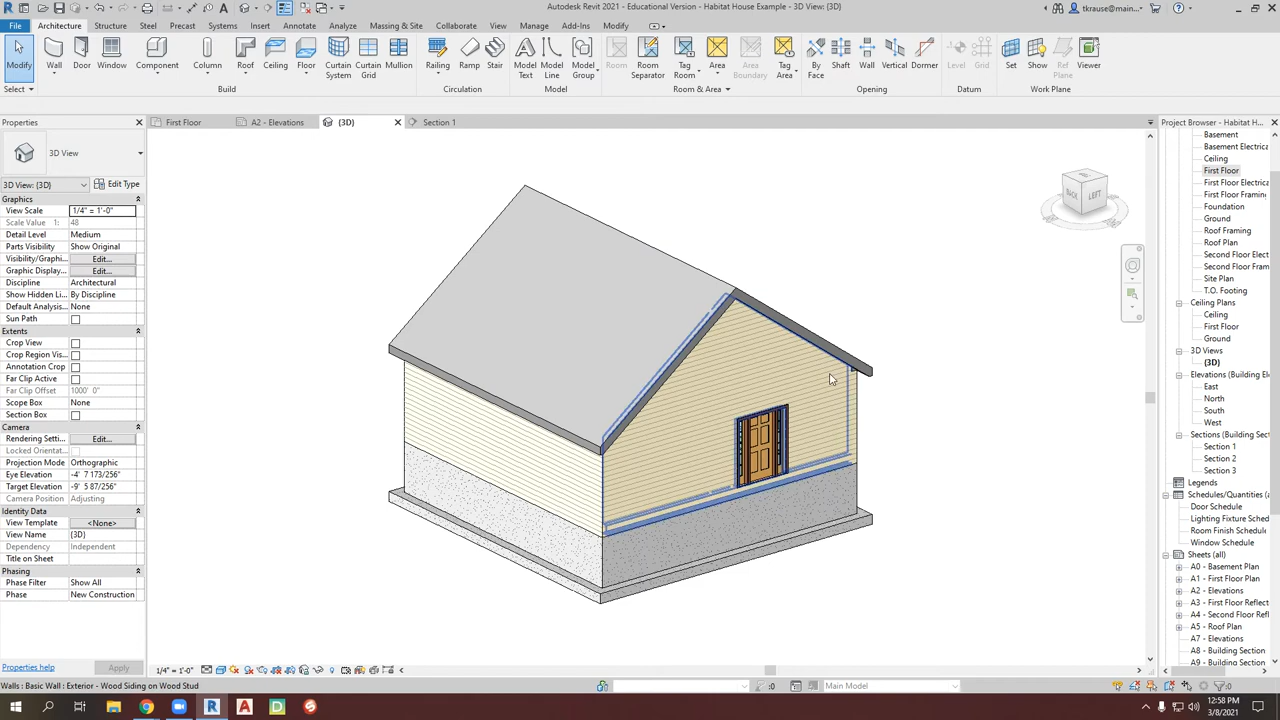 Autodesk Revit 2021 - Educational Version - Habitat House Example - 3D View: {3D}
tkrause@main...
File Architecture Structure Steel Precast Systems Insert Annotate Analyze Massing & Site Collaborate View Manage Add-Ins Modify
Modify Wall Door Window Component Column Roof Ceiling Floor Curtain System Curtain Grid Mullion Railing Ramp Stair Model Text Model Line Model Group Room Room Separator Tag Room Area Area Boundary Tag Area By Face Shaft Wall Vertical Dormer Level Grid Set Show Ref Plane Viewer
Select Build Circulation Model Room & Area Opening Datum Work Plane
Properties
First Floor A2 - Elevations {3D} Section 1
Project Browser - Habitat H...
3D View
3D View: {3D} Edit Type
Graphics
View Scale 1/4" = 1'-0"
Scale Value 1: 48
Detail Level Medium
Parts Visibility Show Original
Visibility/Graphi... Edit...
Graphic Display... Edit...
Discipline Architectural
Show Hidden Li... By Discipline
Default Analysis... None
Sun Path
Extents
Crop View
Crop Region Vis...
Annotation Crop
Far Clip Active
Far Clip Offset 1000' 0"
Scope Box None
Section Box
Camera
Rendering Setti... Edit...
Locked Orientat...
Projection Mode Orthographic
Eye Elevation -4' 7 173/256"
Target Elevation -9' 5 87/256"
Camera Position Adjusting
Identity Data
View Template <None>
View Name {3D}
Dependency Independent
Title on Sheet
Phasing
Phase Filter Show All
Phase New Construction
Properties help Apply
BACK LEFT
Basement
Basement Electrica
Ceiling
First Floor
First Floor Electrica
First Floor Framing
Foundation
Ground
Roof Framing
Roof Plan
Second Floor Elect
Second Floor Fram
Site Plan
T.O. Footing
Ceiling Plans
Ceiling
First Floor
Ground
3D Views
{3D}
Elevations (Building E
East
North
South
West
Sections (Building Sec
Section 1
Section 2
Section 3
Legends
Schedules/Quantities (a
Door Schedule
Lighting Fixture Sched
Room Finish Schedule
Window Schedule
Sheets (all)
A0 - Basement Plan
A1 - First Floor Plan
A2 - Elevations
A3 - First Floor Reflect
A4 - Second Floor Refl
A5 - Roof Plan
A7 - Elevations
A8 - Building Section
A9 - Building Section
1/4" = 1'-0"
Walls : Basic Wall : Exterior - Wood Siding on Wood Stud :0 Main Model :0
12:58 PM
3/8/2021